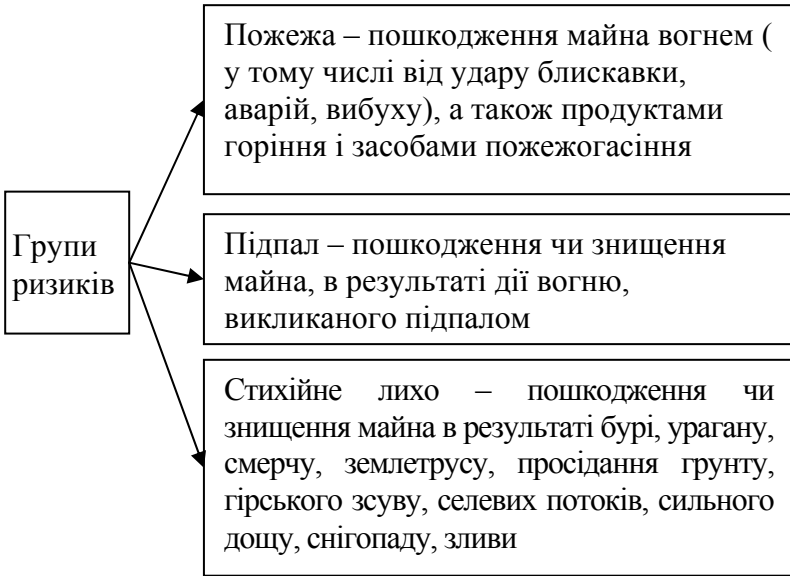 Пожежа – пошкодження майна вогнем (
у тому числі від удару блискавки,
аварій, вибуху), а також продуктами
горіння і засобами пожежогасіння
Групи
ризиків
Підпал – пошкодження чи знищення
майна, в результаті дії вогню,
викликаного підпалом
Стихійне лихо – пошкодження чи
знищення майна в результаті бурі, урагану,
смерчу, землетрусу, просідання грунту,
гірського зсуву, селевих потоків, сильного
дощу, снігопаду, зливи